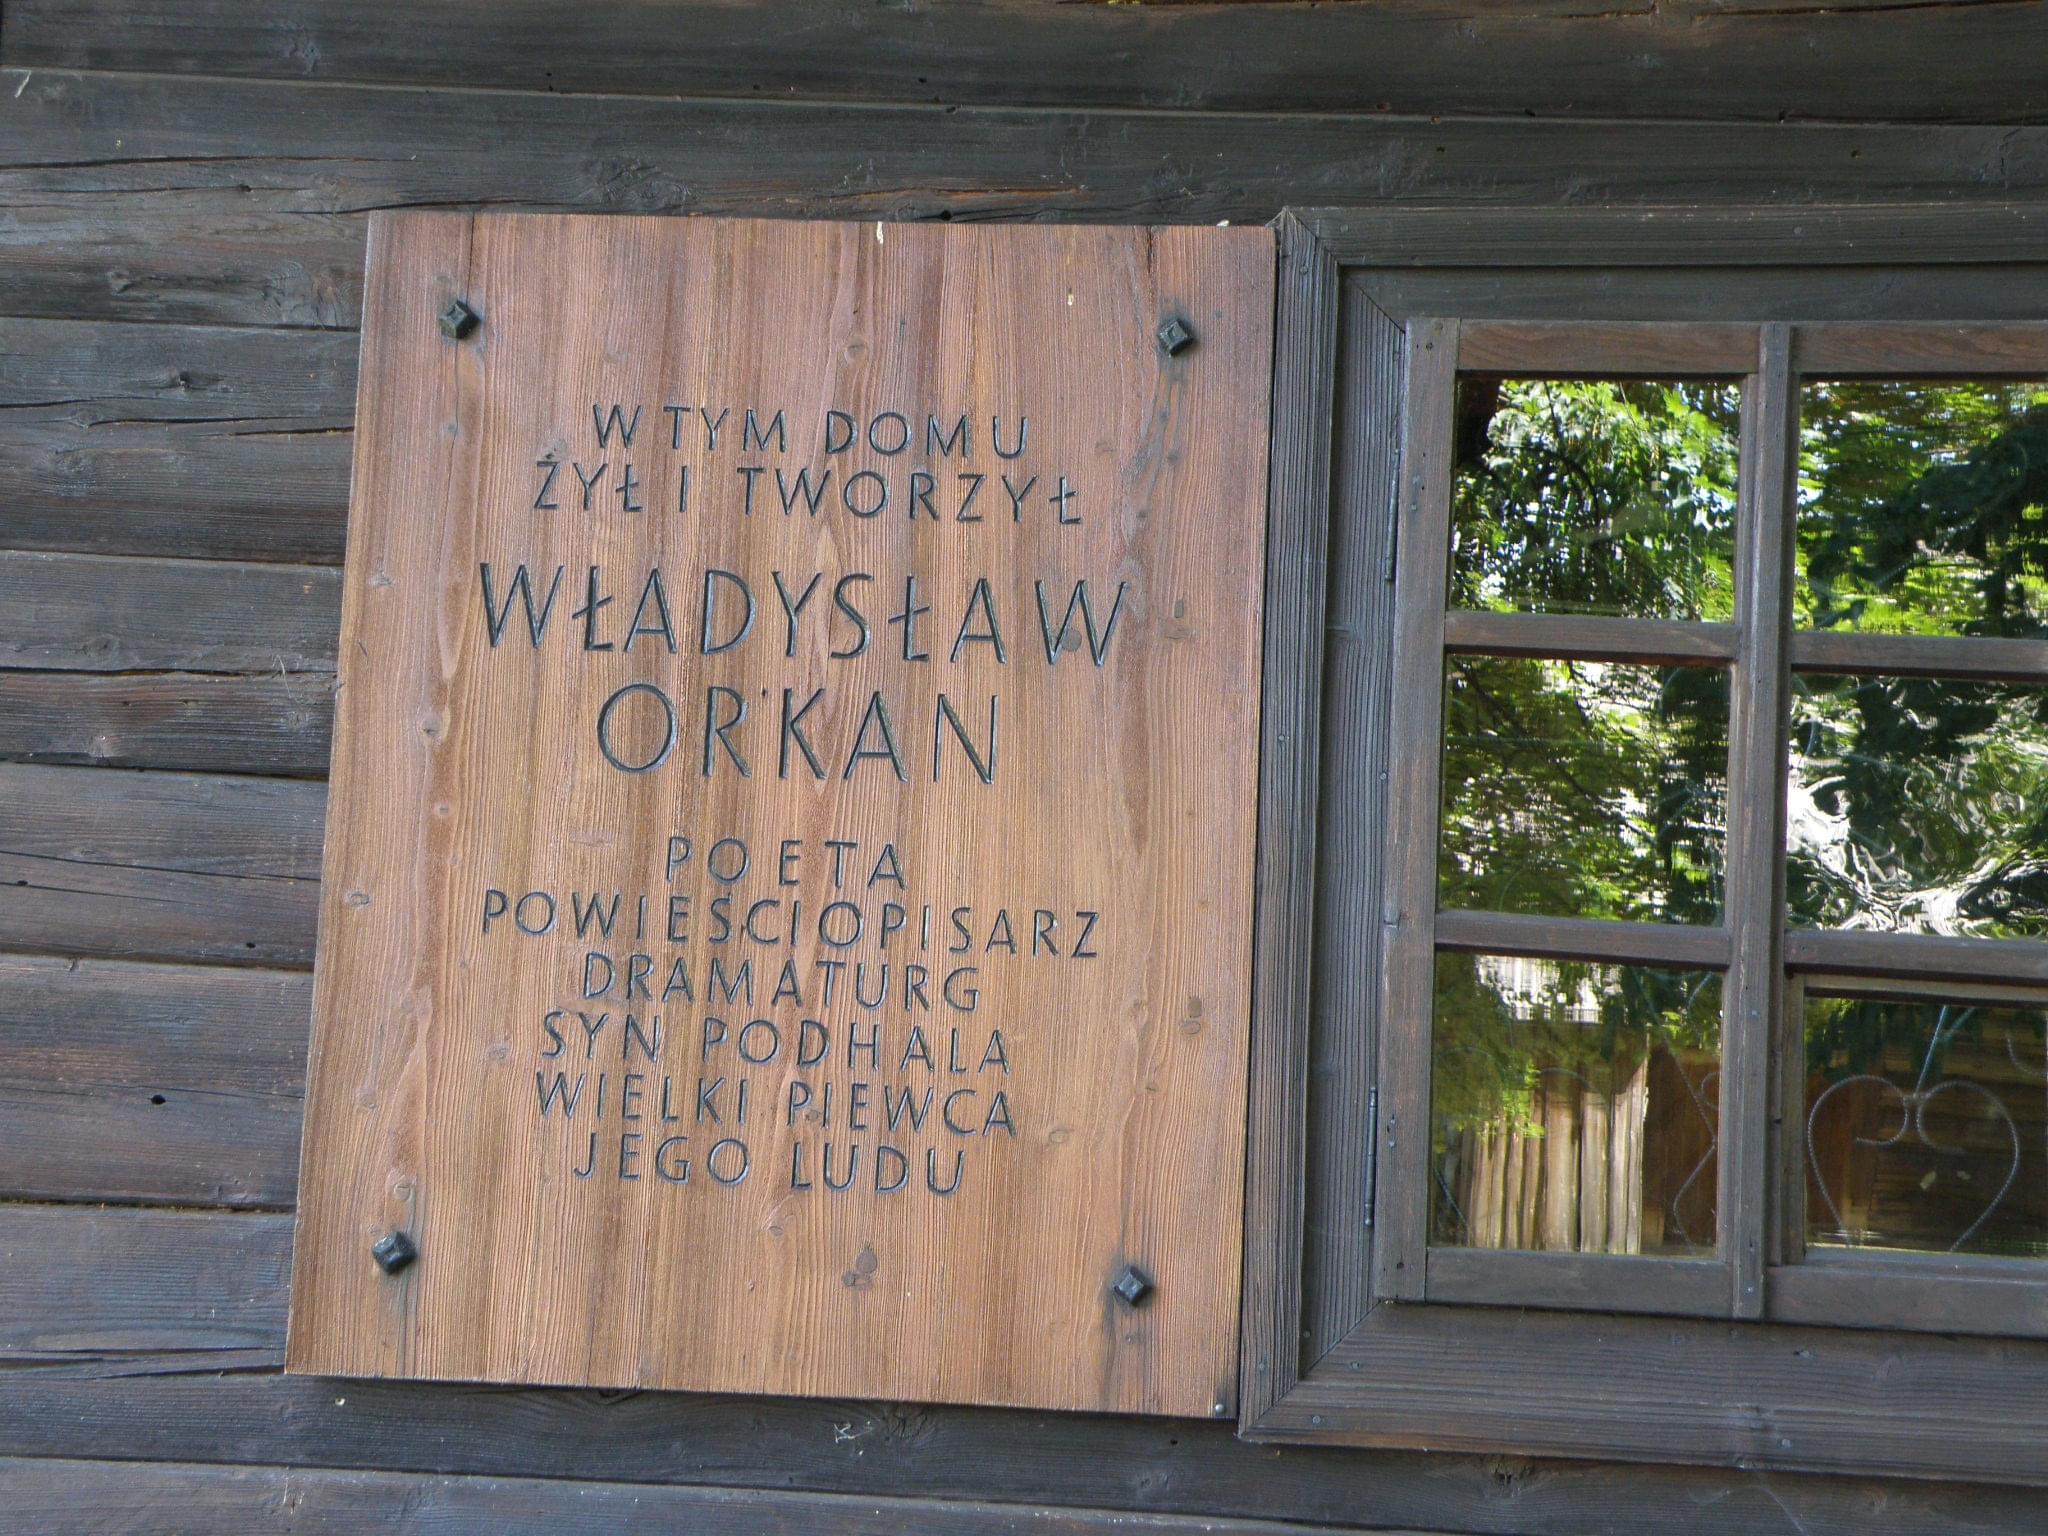 W TYM DOMU
ŻYŁ I TWORZYŁ
WŁADYSŁAW
ORKAN
POETA
POWIEŚCIOPISARZ
DRAMATURG
SYN PODHALA
WIELKI PIEWCA
JEGO LUDU